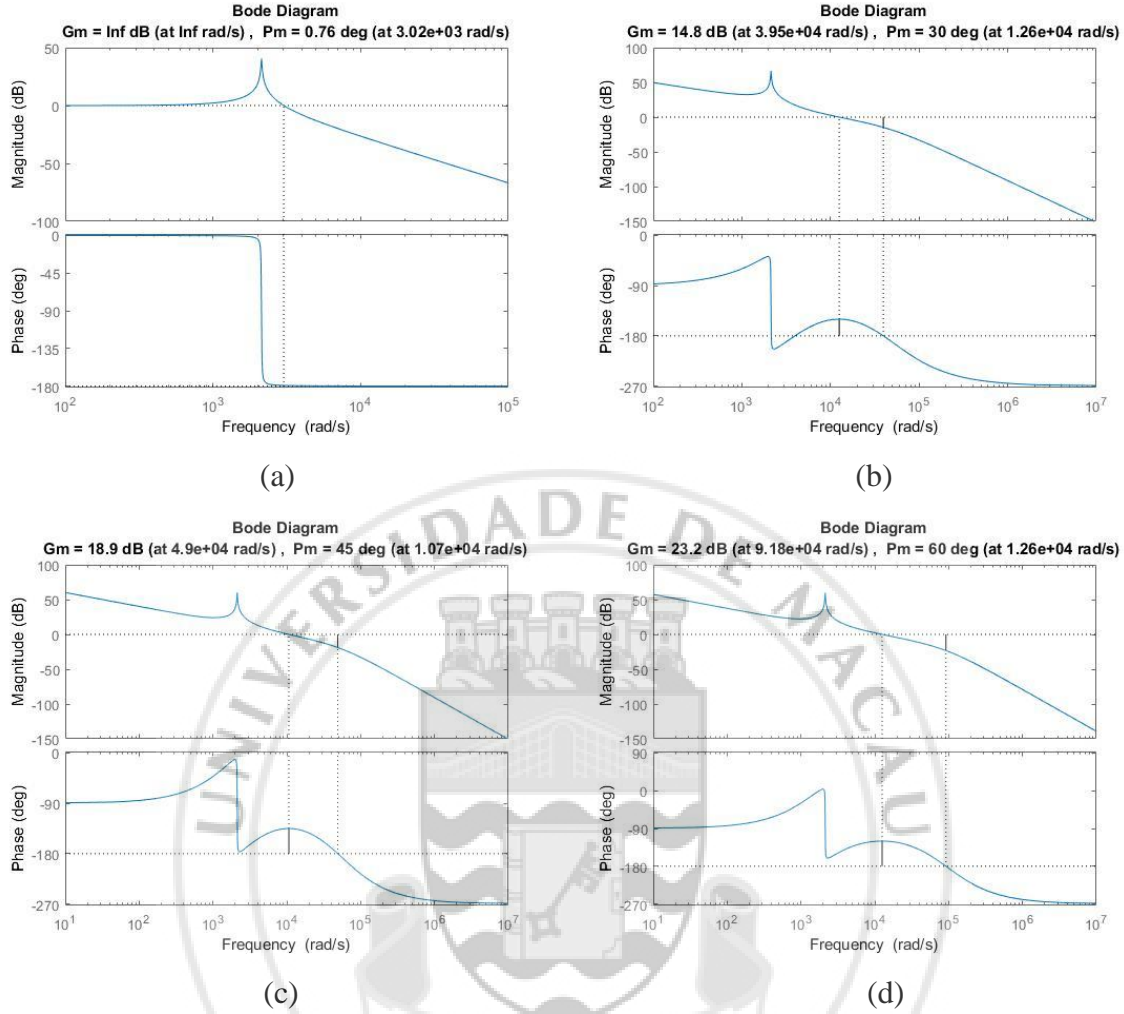 Bode Diagram
Gm = Inf dB (at Inf rad/s) , Pm = 0.76 deg (at 3.02e+03 rad/s)
50
0
-50
-100
Magnitude (dB)
0
-45
-90
-135
-180
Phase (deg)
10^2
10^3
10^4
10^5
Frequency (rad/s)
(a)
Bode Diagram
Gm = 14.8 dB (at 3.95e+04 rad/s) , Pm = 30 deg (at 1.26e+04 rad/s)
100
50
0
-50
-100
-150
Magnitude (dB)
0
-90
-180
-270
Phase (deg)
10^2
10^3
10^4
10^5
10^6
10^7
Frequency (rad/s)
(b)
Bode Diagram
Gm = 18.9 dB (at 4.9e+04 rad/s) , Pm = 45 deg (at 1.07e+04 rad/s)
100
50
0
-50
-100
-150
Magnitude (dB)
0
-90
-180
-270
Phase (deg)
10^1
10^2
10^3
10^4
10^5
10^6
10^7
Frequency (rad/s)
(c)
Bode Diagram
Gm = 23.2 dB (at 9.18e+04 rad/s) , Pm = 60 deg (at 1.26e+04 rad/s)
100
50
0
-50
-100
-150
Magnitude (dB)
90
0
-90
-180
-270
Phase (deg)
10^1
10^2
10^3
10^4
10^5
10^6
10^7
Frequency (rad/s)
(d)
UNIVERSIDADE DE MACAU